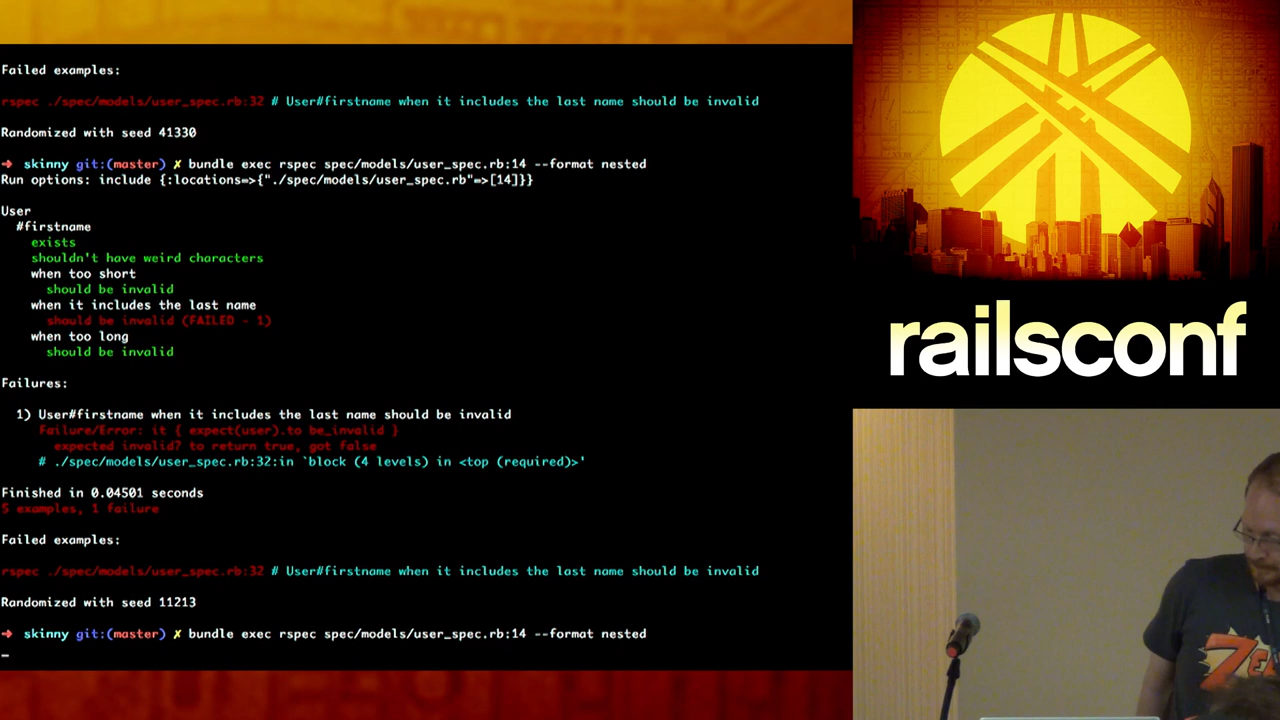 Failed examples:
rspec ./spec/models/user_spec.rb:32 # User#firstname when it includes the last name should be invalid
Randomized with seed 41330
➜ skinny git:(master) ✗ bundle exec rspec spec/models/user_spec.rb:14 --format nested
Run options: include {:locations=>{"./spec/models/user_spec.rb"=>[14]}}
User
#firstname
exists
shouldn't have weird characters
when too short
should be invalid
when it includes the last name
should be invalid (FAILED - 1)
when too long
should be invalid
Failures:
1) User#firstname when it includes the last name should be invalid
Failure/Error: it { expect(user).to be_invalid }
expected invalid? to return true, got false
# ./spec/models/user_spec.rb:32:in `block (4 levels) in <top (required)>'
Finished in 0.04501 seconds
5 examples, 1 failure
Failed examples:
rspec ./spec/models/user_spec.rb:32 # User#firstname when it includes the last name should be invalid
Randomized with seed 11213
➜ skinny git:(master) ✗ bundle exec rspec spec/models/user_spec.rb:14 --format nested
railsconf